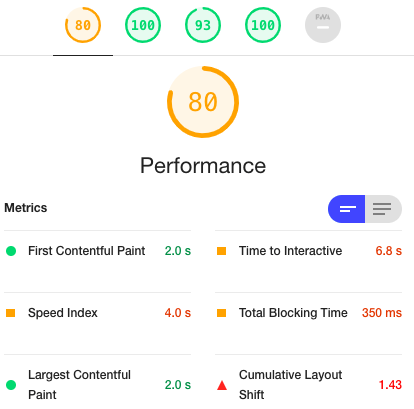 80 100 93 100 PWA
80
Performance
Metrics
First Contentful Paint 2.0 s
Time to Interactive 6.8 s
Speed Index 4.0 s
Total Blocking Time 350 ms
Largest Contentful Paint 2.0 s
Cumulative Layout Shift 1.43